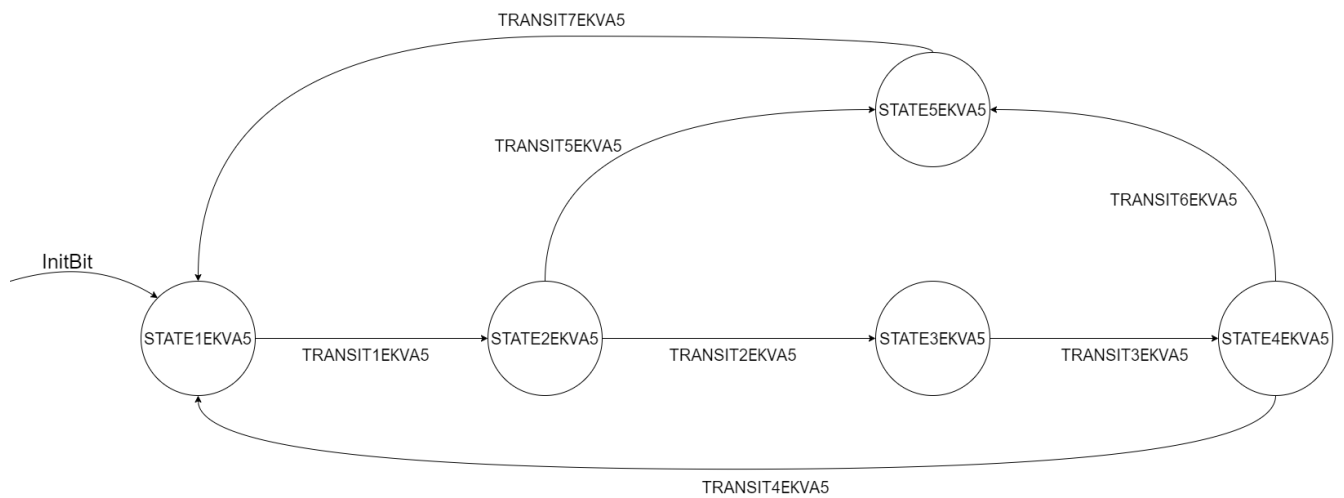 TRANSIT7EKVA5
STATE5EKVA5
TRANSIT5EKVA5
TRANSIT6EKVA5
InitBit
STATE1EKVA5
STATE2EKVA5
STATE3EKVA5
STATE4EKVA5
TRANSIT1EKVA5
TRANSIT2EKVA5
TRANSIT3EKVA5
TRANSIT4EKVA5